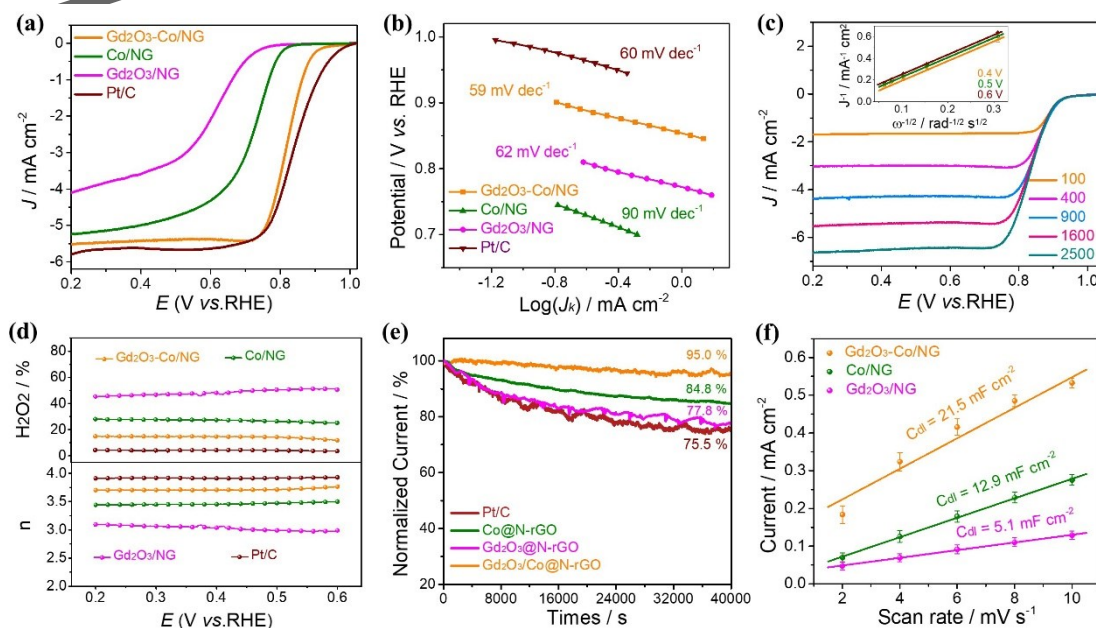 (a)
Gd2O3-Co/NG
Co/NG
Gd2O3/NG
Pt/C
J / mA cm-2
0
-1
-2
-3
-4
-5
-6
0.2 0.4 0.6 0.8 1.0
E (V vs.RHE)
(b)
60 mV dec-1
59 mV dec-1
62 mV dec-1
90 mV dec-1
Gd2O3-Co/NG
Co/NG
Gd2O3/NG
Pt/C
Potential / V vs. RHE
1.0
0.9
0.8
0.7
-1.2 -0.6 0.0 0.6
Log(Jk) / mA cm-2
(c)
J-1 / mA-1 cm2
0.6
0.4
0.2
0.0
0.1 0.2 0.3
ω-1/2 / rad-1/2 s1/2
0.4 V
0.5 V
0.6 V
100
400
900
1600
2500
J / mA cm-2
2
0
-2
-4
-6
0.2 0.4 0.6 0.8 1.0
E (V vs.RHE)
(d)
Gd2O3-Co/NG
Co/NG
H2O2 / %
80
60
40
20
0
n
4.0
3.5
3.0
2.5
2.0
Gd2O3/NG
Pt/C
0.2 0.3 0.4 0.5 0.6
E (V vs.RHE)
(e)
95.0 %
84.8 %
77.8 %
75.5 %
Pt/C
Co@N-rGO
Gd2O3@N-rGO
Gd2O3/Co@N-rGO
Normalized Current / %
100
80
60
40
20
0 8000 16000 24000 32000 40000
Times / s
(f)
Gd2O3-Co/NG
Co/NG
Gd2O3/NG
Cdl = 21.5 mF cm-2
Cdl = 12.9 mF cm-2
Cdl = 5.1 mF cm-2
Current / mA cm-2
0.6
0.5
0.4
0.3
0.2
0.1
0.0
2 4 6 8 10
Scan rate / mV s-1